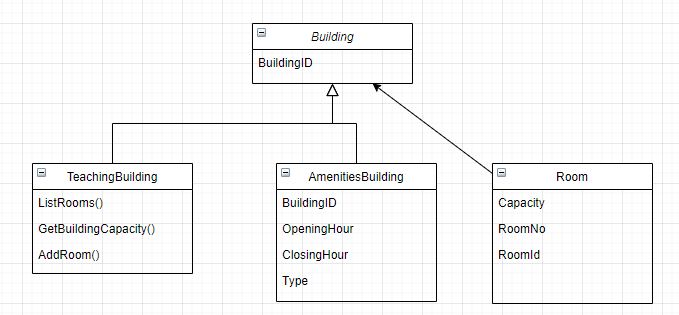 Building
BuildingID
TeachingBuilding
ListRooms()
GetBuildingCapacity()
AddRoom()
AmenitiesBuilding
BuildingID
OpeningHour
ClosingHour
Type
Room
Capacity
RoomNo
RoomId